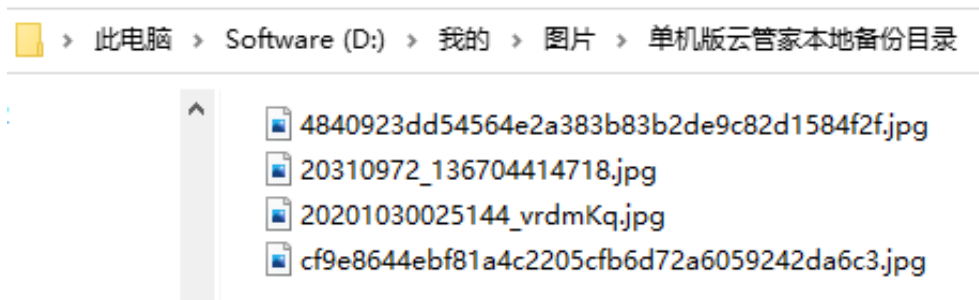 此电脑 > Software (D:) > 我的 > 图片 > 单机版云管家本地备份目录
4840923dd54564e2a383b83b2de9c82d1584f2f.jpg
20310972_136704414718.jpg
20201030025144_vrdmKq.jpg
cf9e8644ebf81a4c2205cfb6d72a6059242da6c3.jpg